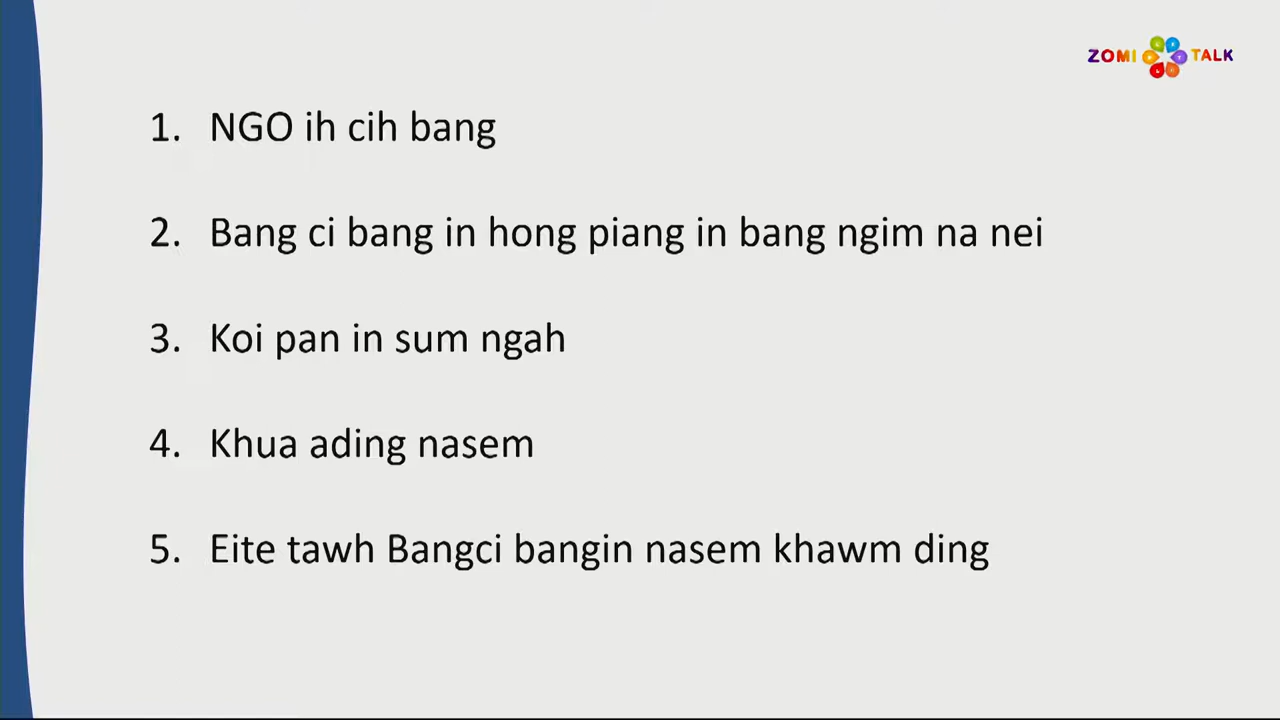 ZOMI TALK
1. NGO ih cih bang
2. Bang ci bang in hong piang in bang ngim na nei
3. Koi pan in sum ngah
4. Khua ading nasem
5. Eite tawh Bangci bangin nasem khawm ding